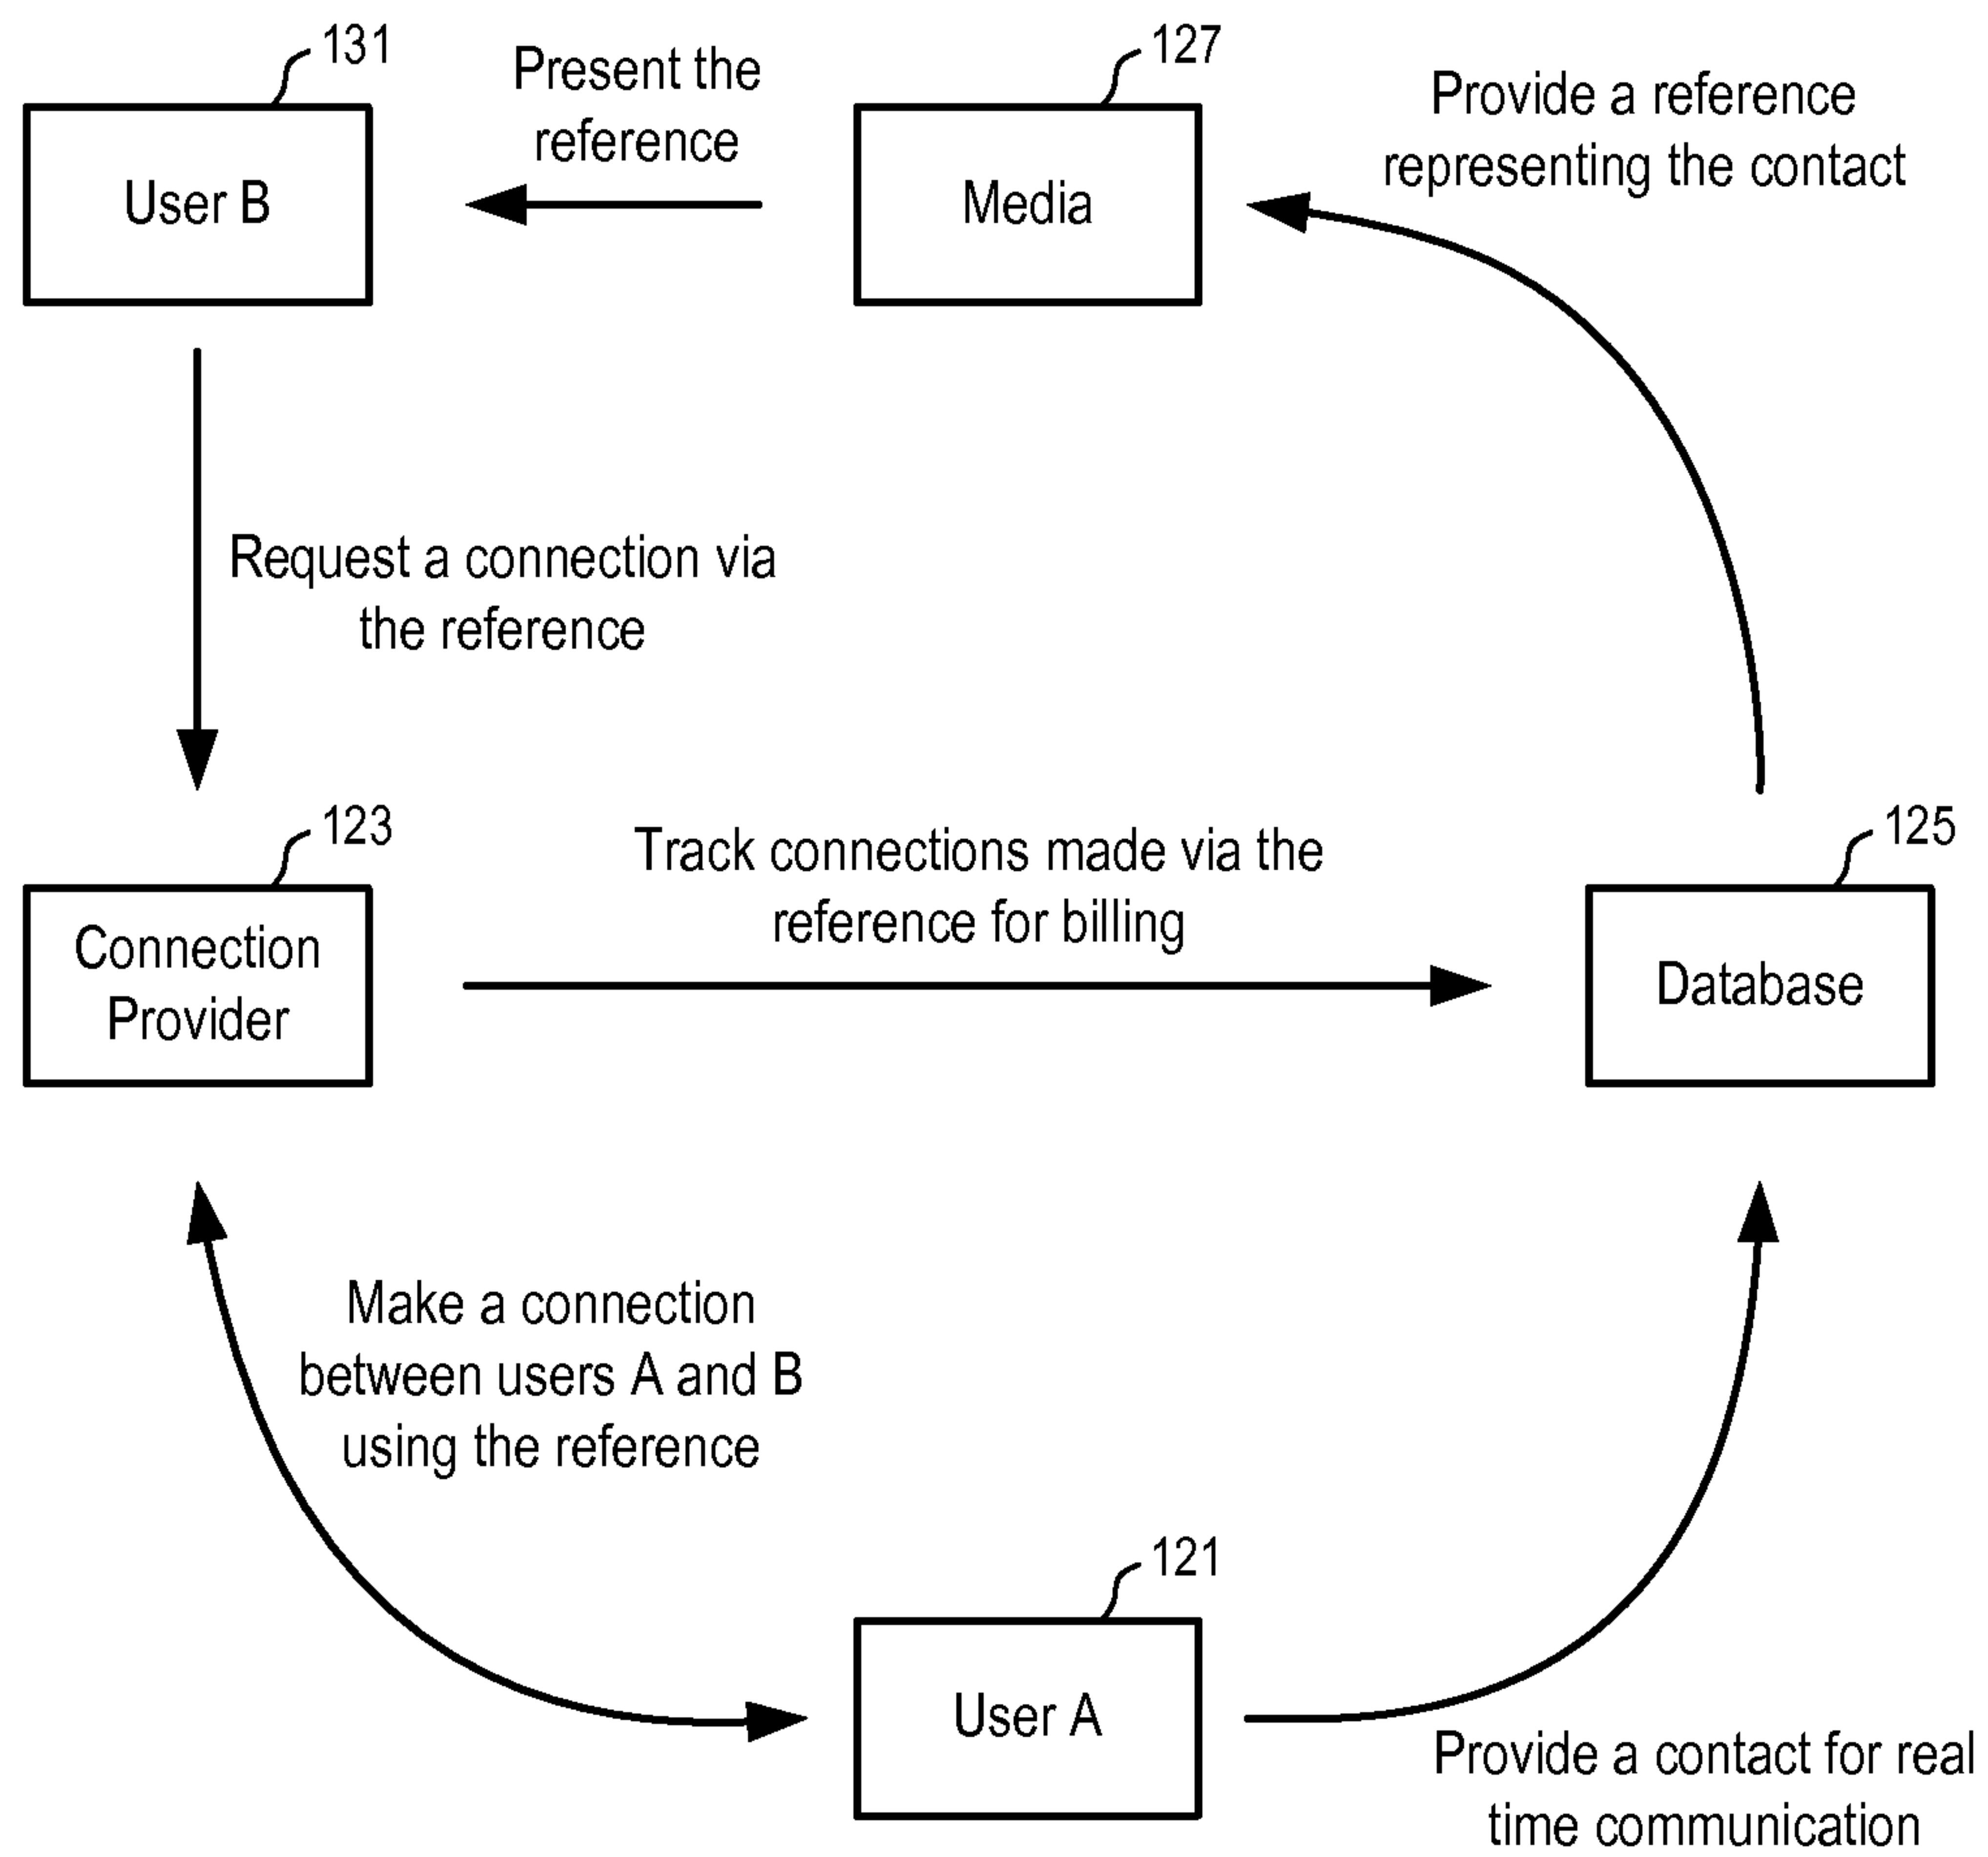 131
Present the
reference
127
Provide a reference
representing the contact
User B
Media
Request a connection via
the reference
123
Track connections made via the
reference for billing
125
Connection
Provider
Database
Make a connection
between users A and B
using the reference
121
User A
Provide a contact for real
time communication